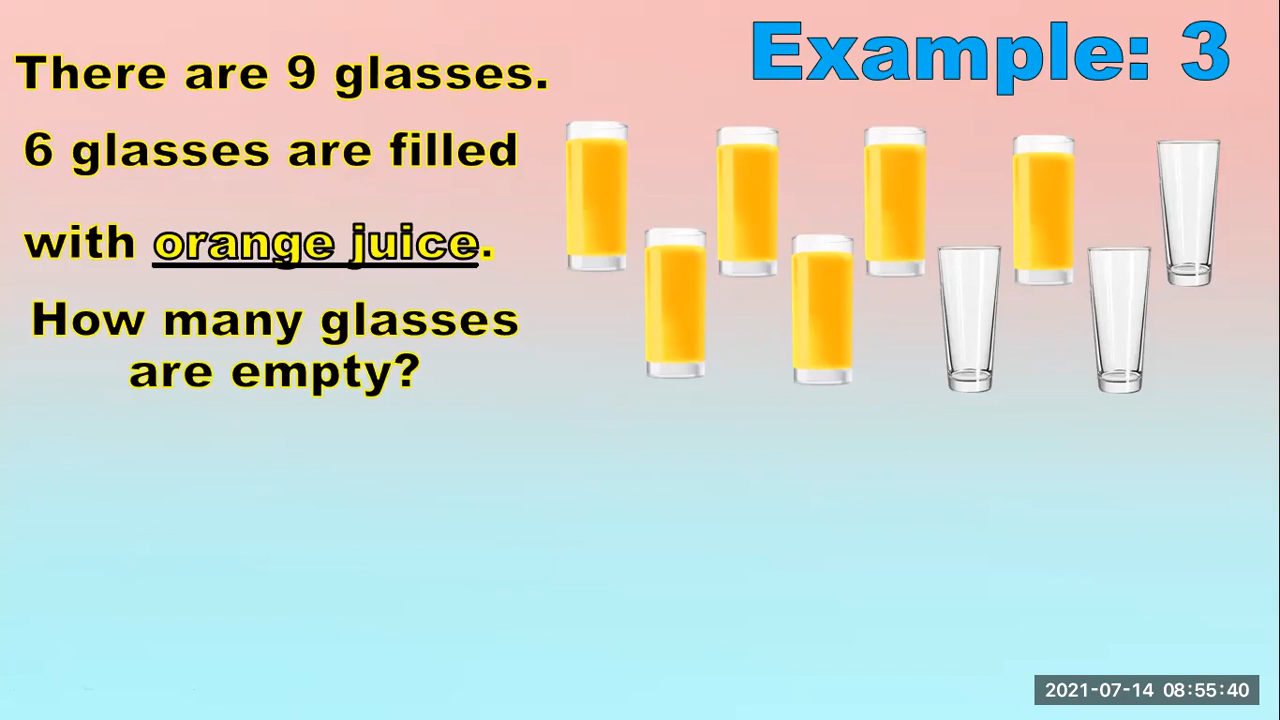 Example: 3
There are 9 glasses.
6 glasses are filled
with orange juice.
How many glasses
are empty?
2021-07-14 08:55:40